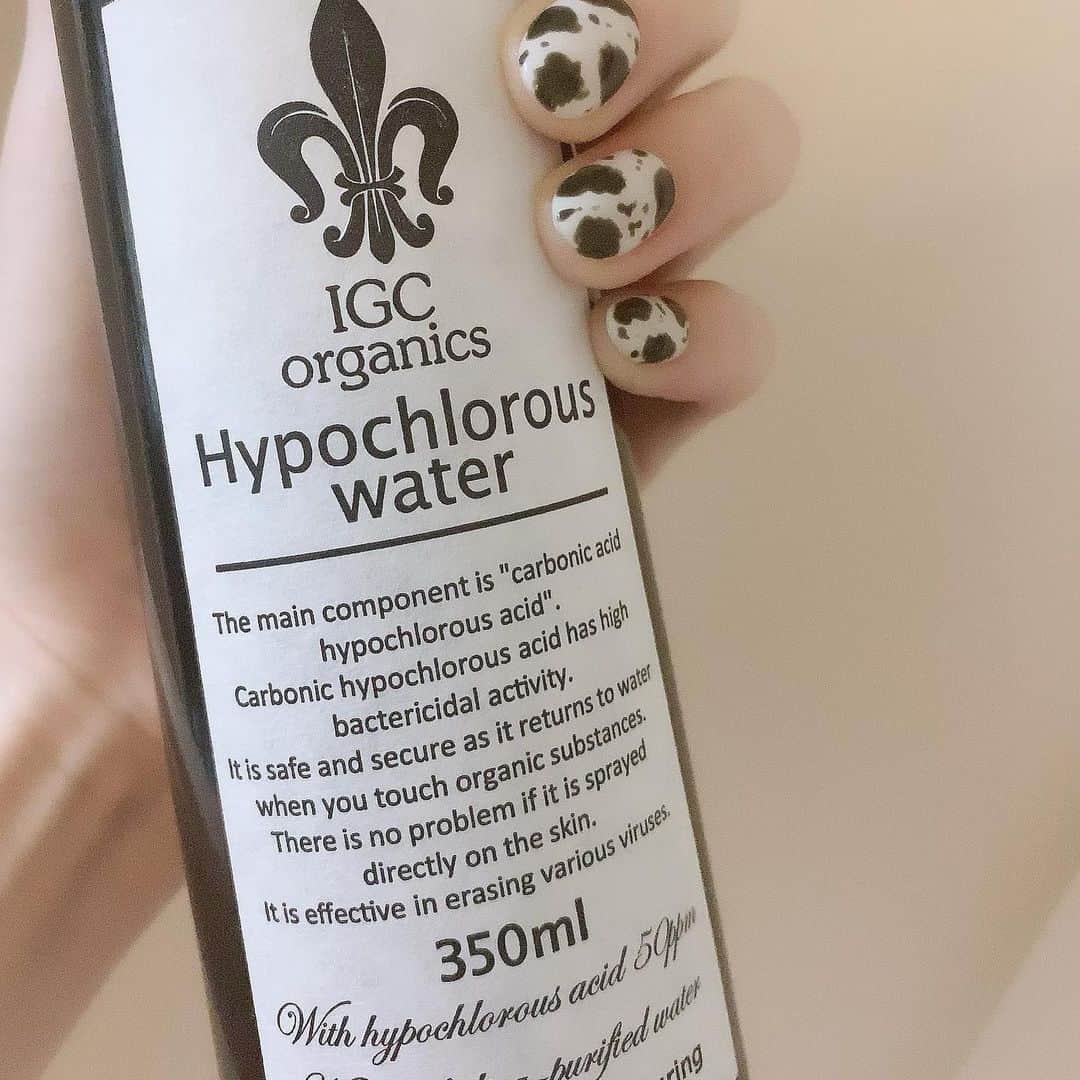 IGC
organics
Hypochlorous
water
The main component is "carbonic acid
hypochlorous acid".
Carbonic hypochlorous acid has high
bactericidal activity.
It is safe and secure as it returns to water
when you touch organic substances.
There is no problem if it is sprayed
directly on the skin.
It is effective in erasing various viruses.
350ml
With hypochlorous acid 50ppm
-purified water